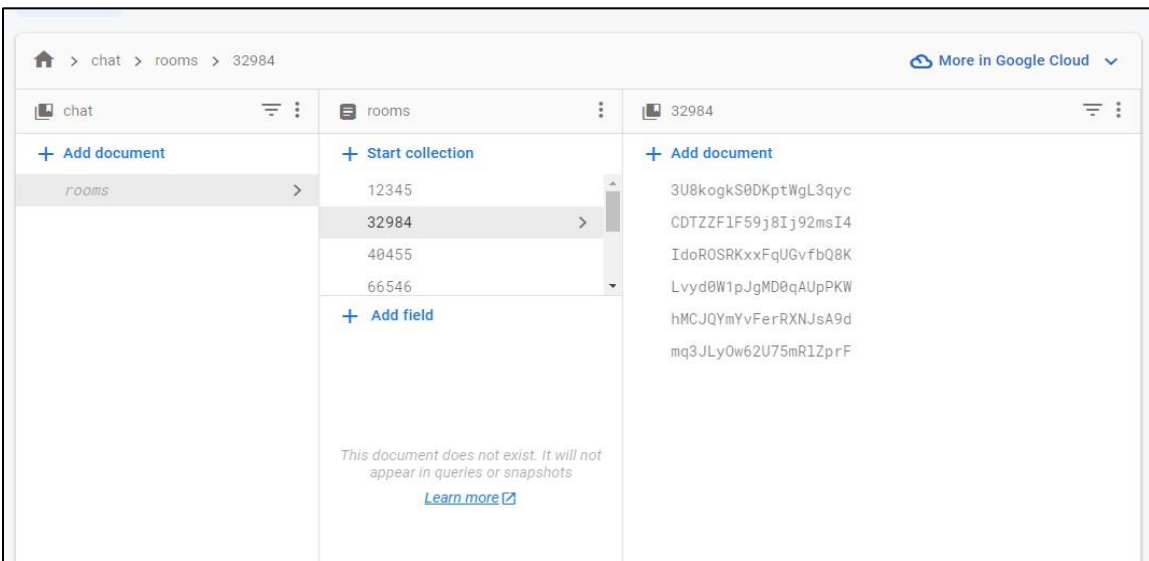 chat > rooms > 32984
More in Google Cloud
chat
rooms
32984
+ Add document
+ Start collection
+ Add document
rooms
12345
3U8kogkS0DKptWgL3qyc
32984
CDTZZFlF59j8Ij92msI4
40455
IdoROSRKxxFqUGvfbQ8K
66546
Lvyd0W1pJgMD0qAUpPKW
+ Add field
hMCJQYmYvFerRXNJsA9d
mq3JLyOw62U75mRlZprF
This document does not exist. It will not
appear in queries or snapshots
Learn more